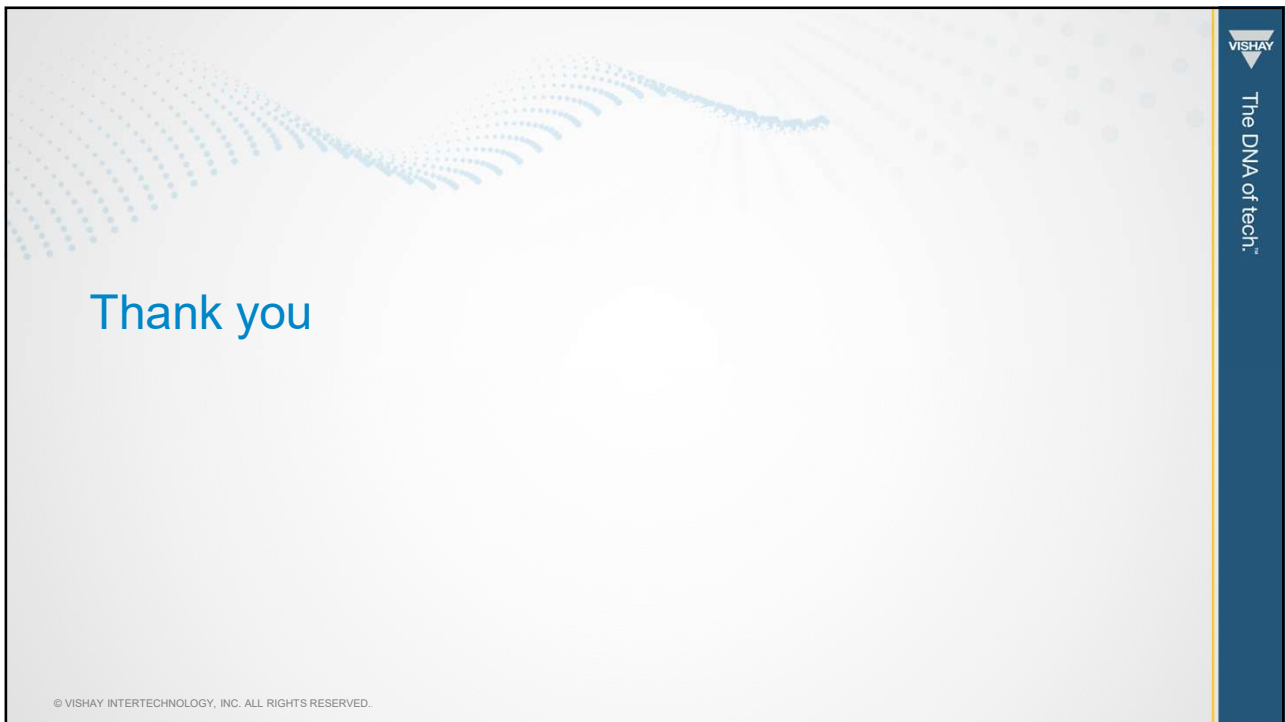 VISHAY
The DNA of tech.™
Thank you
© VISHAY INTERTECHNOLOGY, INC. ALL RIGHTS RESERVED.